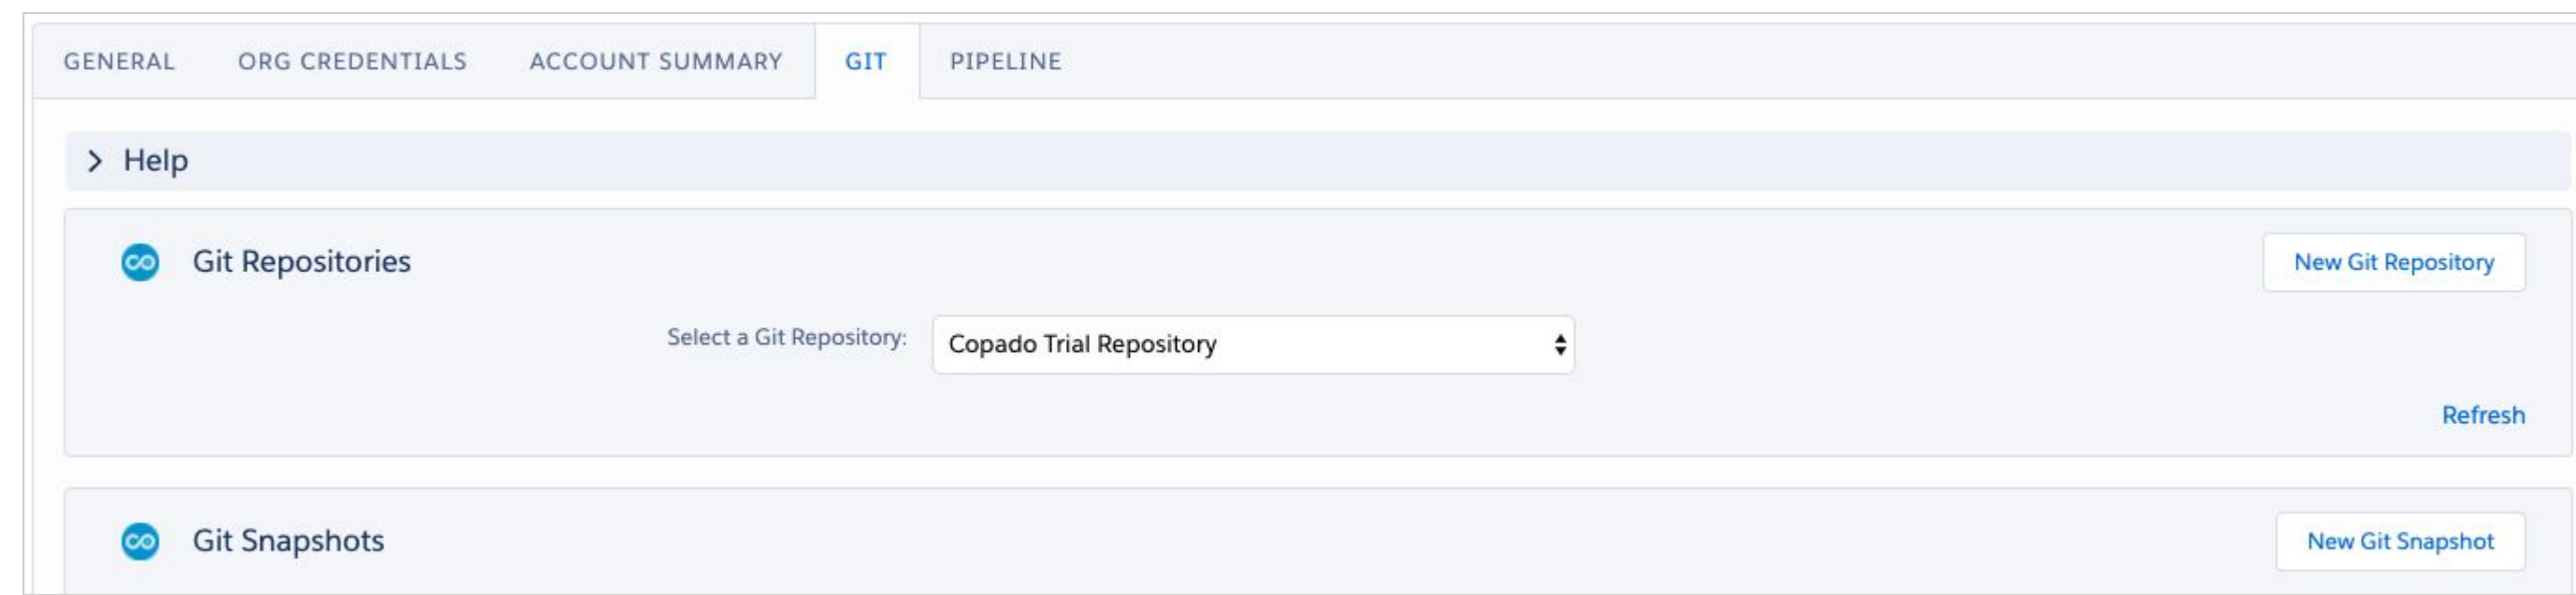 GENERAL ORG CREDENTIALS ACCOUNT SUMMARY GIT PIPELINE
Help
Git Repositories New Git Repository
Select a Git Repository: Copado Trial Repository
Refresh
Git Snapshots New Git Snapshot